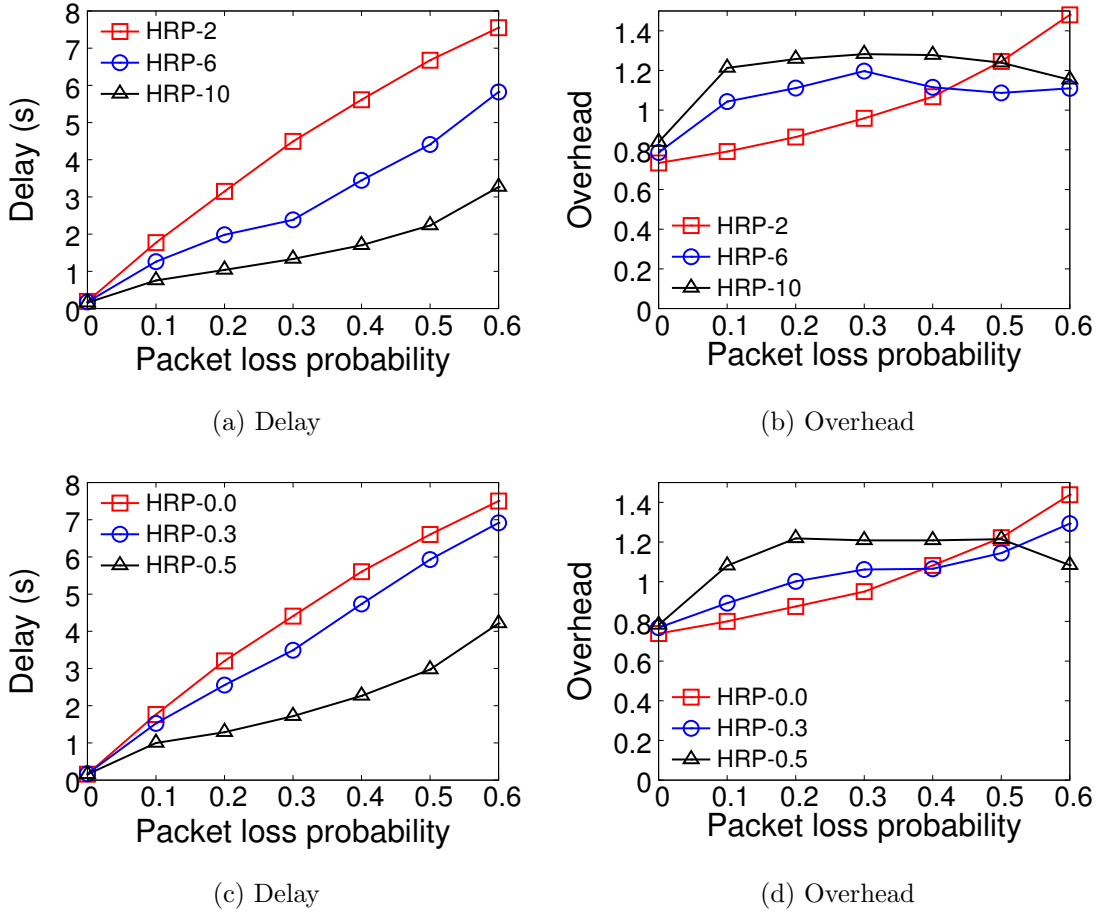 8
7
6
5
4
3
2
1
0
Delay (s)
HRP-2
HRP-6
HRP-10
0 0.1 0.2 0.3 0.4 0.5 0.6
Packet loss probability
(a) Delay
1.4
1.2
1
0.8
0.6
0.4
0.2
0
Overhead
HRP-2
HRP-6
HRP-10
0 0.1 0.2 0.3 0.4 0.5 0.6
Packet loss probability
(b) Overhead
8
7
6
5
4
3
2
1
0
Delay (s)
HRP-0.0
HRP-0.3
HRP-0.5
0 0.1 0.2 0.3 0.4 0.5 0.6
Packet loss probability
(c) Delay
1.4
1.2
1
0.8
0.6
0.4
0.2
0
Overhead
HRP-0.0
HRP-0.3
HRP-0.5
0 0.1 0.2 0.3 0.4 0.5 0.6
Packet loss probability
(d) Overhead